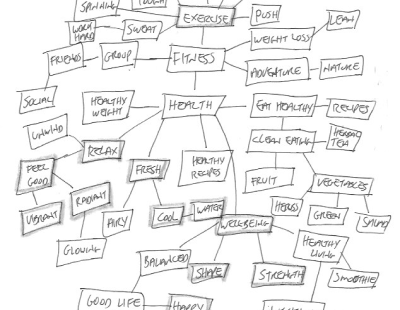 SPINNING
TOUGH
EXERCISE
PUSH
LEAN
WORK
HARD
SWEAT
WEIGHT LOSS
FRIENDS
GROUP
FITNESS
ADVENTURE
NATURE
SOCIAL
HEALTHY
WEIGHT
HEALTH
EAT HEALTHY
RECIPES
UNWIND
RELAX
CLEAN EATING
HERBAL
TEA
FEEL
GOOD
FRESH
HEALTHY
RECIPES
FRUIT
VEGETABLES
RADIANT
VIBRANT
AIRY
COOL
WATER
HERBS
GREEN
SALAD
WELLBEING
GLOWING
HEALTHY
LIVING
BALANCED
SHAPE
STRENGTH
SMOOTHIE
GOOD LIFE
HAPPY